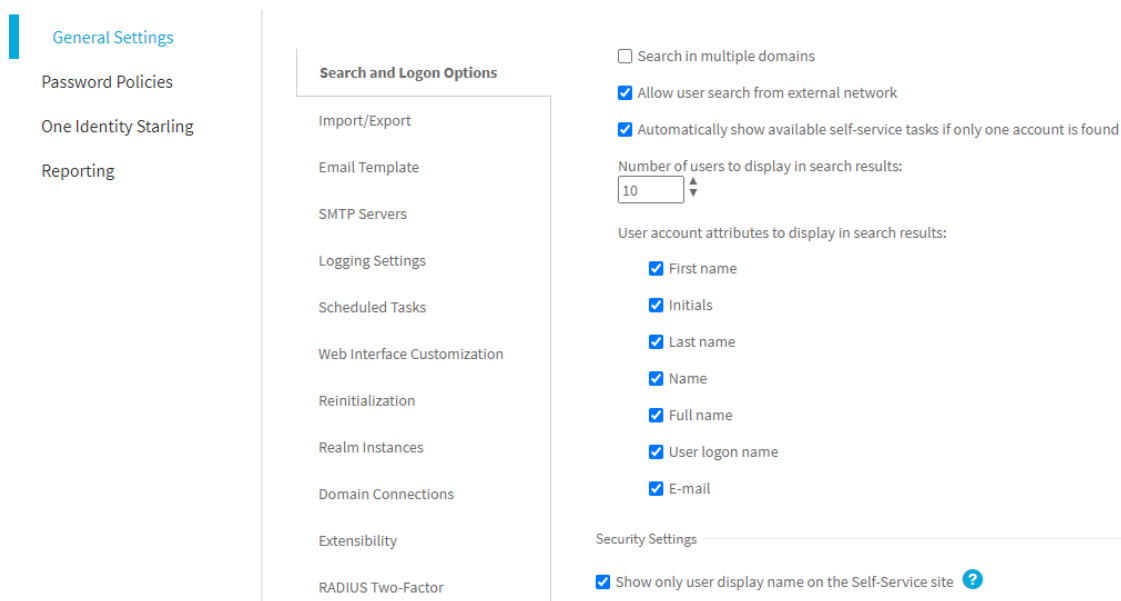 General Settings
Password Policies
One Identity Starling
Reporting
Search and Logon Options
Import/Export
Email Template
SMTP Servers
Logging Settings
Scheduled Tasks
Web Interface Customization
Reinitialization
Realm Instances
Domain Connections
Extensibility
RADIUS Two-Factor
Search in multiple domains
Allow user search from external network
Automatically show available self-service tasks if only one account is found
Number of users to display in search results:
10
User account attributes to display in search results:
First name
Initials
Last name
Name
Full name
User logon name
E-mail
Security Settings
Show only user display name on the Self-Service site ?